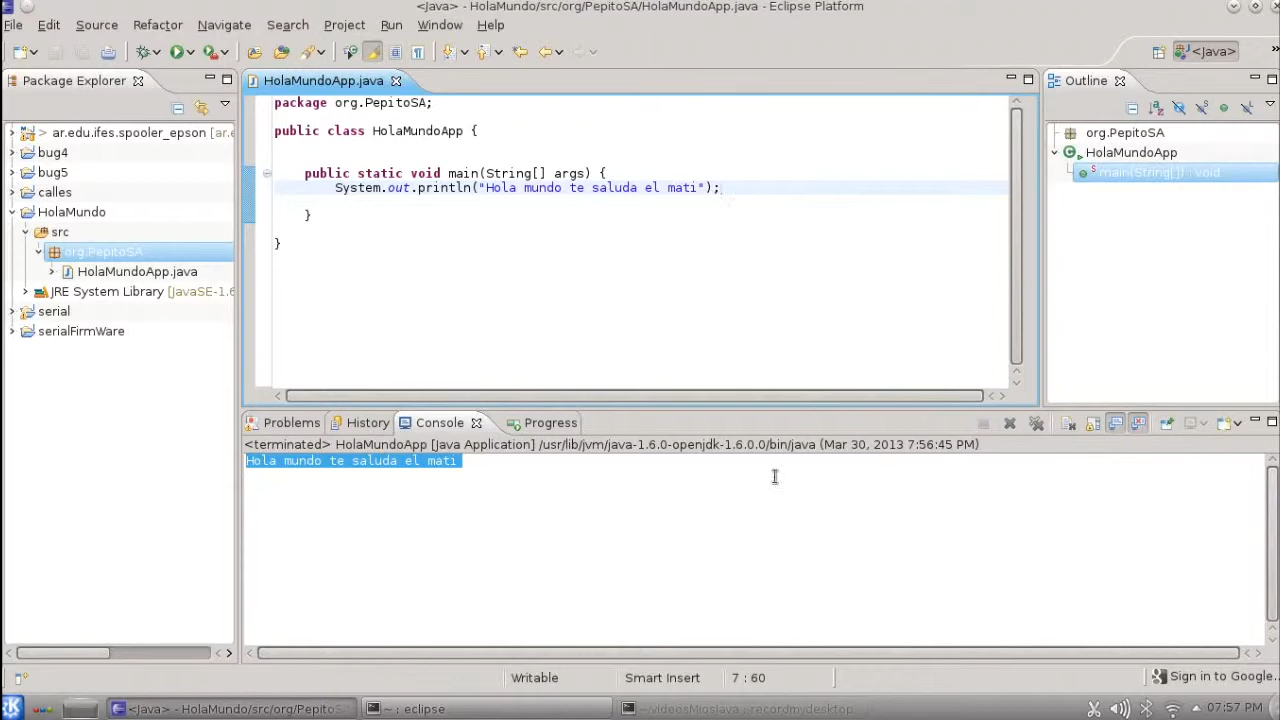 <Java> - HolaMundo/src/org/PepitoSA/HolaMundoApp.java - Eclipse Platform
File Edit Source Refactor Navigate Search Project Run Window Help
<Java>
Package Explorer
HolaMundoApp.java
Outline
> ar.edu.ifes.spooler_epson [ar.e
bug4
bug5
calles
HolaMundo
src
org.PepitoSA
HolaMundoApp.java
JRE System Library [JavaSE-1.6
serial
serialFirmWare
package org.PepitoSA;
public class HolaMundoApp {
public static void main(String[] args) {
System.out.println("Hola mundo te saluda el mati");
}
}
org.PepitoSA
HolaMundoApp
main(String[]) : void
Problems History Console Progress
<terminated> HolaMundoApp [Java Application] /usr/lib/jvm/java-1.6.0-openjdk-1.6.0.0/bin/java (Mar 30, 2013 7:56:45 PM)
Hola mundo te saluda el mati
Writable Smart Insert 7 : 60 Sign in to Google...
<Java> - HolaMundo/src/org/PepitoS
~ : eclipse
~/videosMioslava : recordmydesktop
07:57 PM